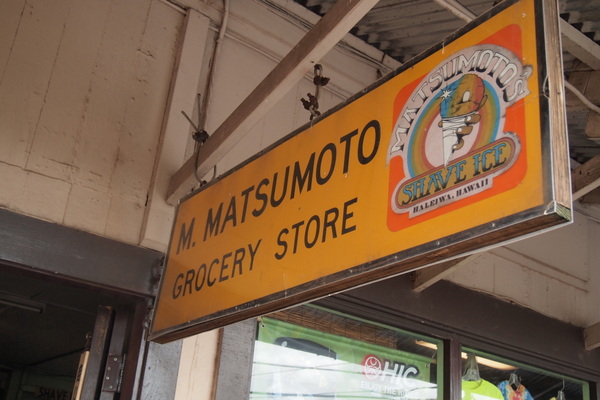 M. MATSUMOTO
GROCERY STORE
MATSUMOTO'S
SHAVE ICE
HALEIWA, HAWAII
HIC